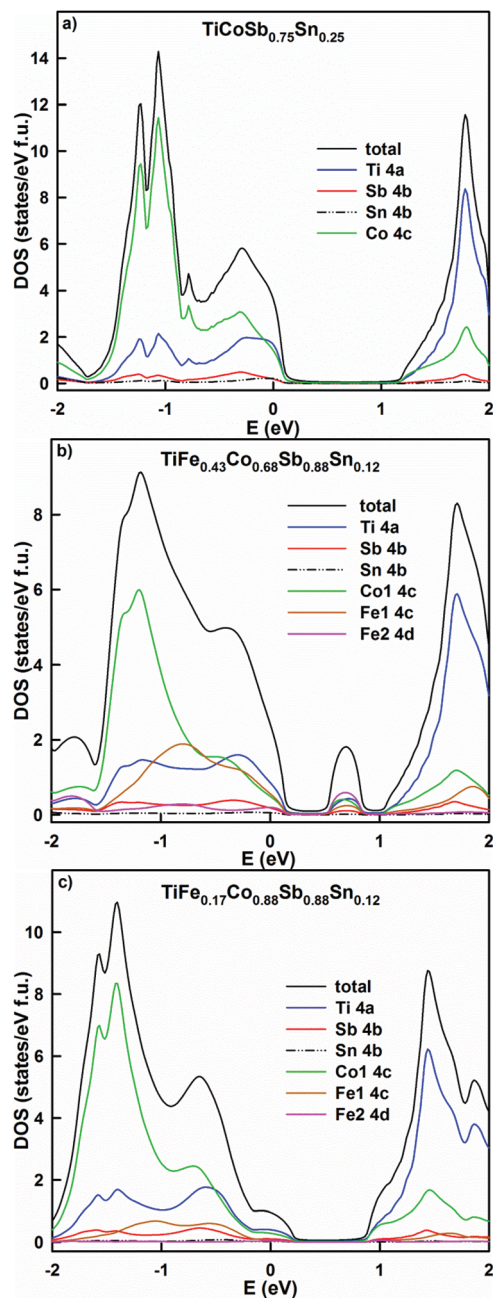 a) TiCoSb0.75Sn0.25
DOS (states/eV f.u.)
14
12
10
8
6
4
2
0
total
Ti 4a
Sb 4b
Sn 4b
Co 4c
-2 -1 0 1 2
E (eV)
b) TiFe0.43Co0.68Sb0.88Sn0.12
DOS (states/eV f.u.)
8
6
4
2
0
total
Ti 4a
Sb 4b
Sn 4b
Co1 4c
Fe1 4c
Fe2 4d
-2 -1 0 1 2
E (eV)
c) TiFe0.17Co0.88Sb0.88Sn0.12
DOS (states/eV f.u.)
10
8
6
4
2
0
total
Ti 4a
Sb 4b
Sn 4b
Co1 4c
Fe1 4c
Fe2 4d
-2 -1 0 1 2
E (eV)